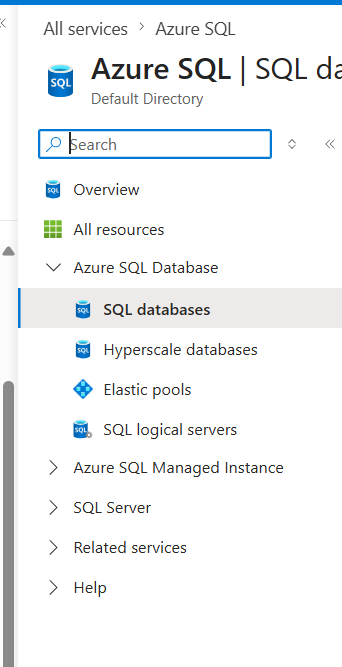 All services > Azure SQL
Azure SQL | SQL da
Default Directory
Search
Overview
All resources
Azure SQL Database
SQL databases
Hyperscale databases
Elastic pools
SQL logical servers
Azure SQL Managed Instance
SQL Server
Related services
Help